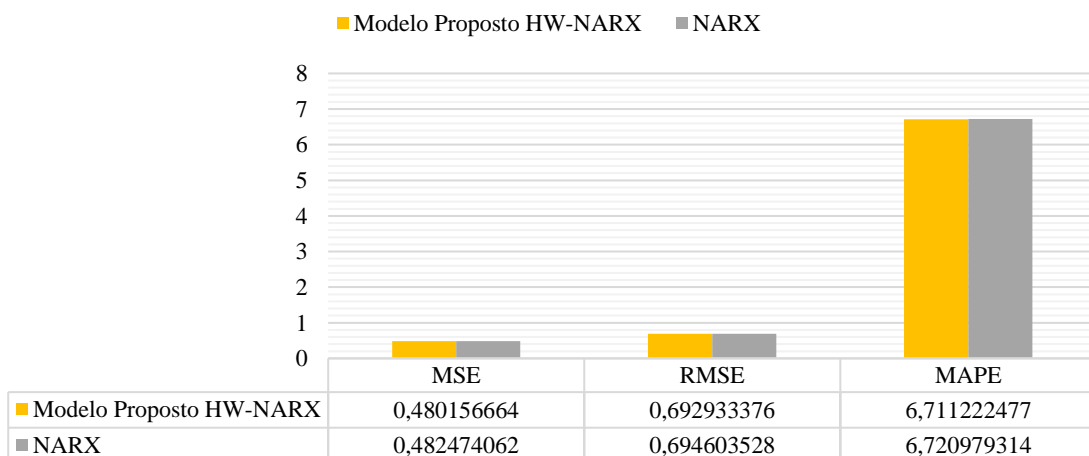 Modelo Proposto HW-NARX NARX
8
7
6
5
4
3
2
1
0
MSE RMSE MAPE
Modelo Proposto HW-NARX 0,480156664 0,692933376 6,711222477
NARX 0,482474062 0,694603528 6,720979314